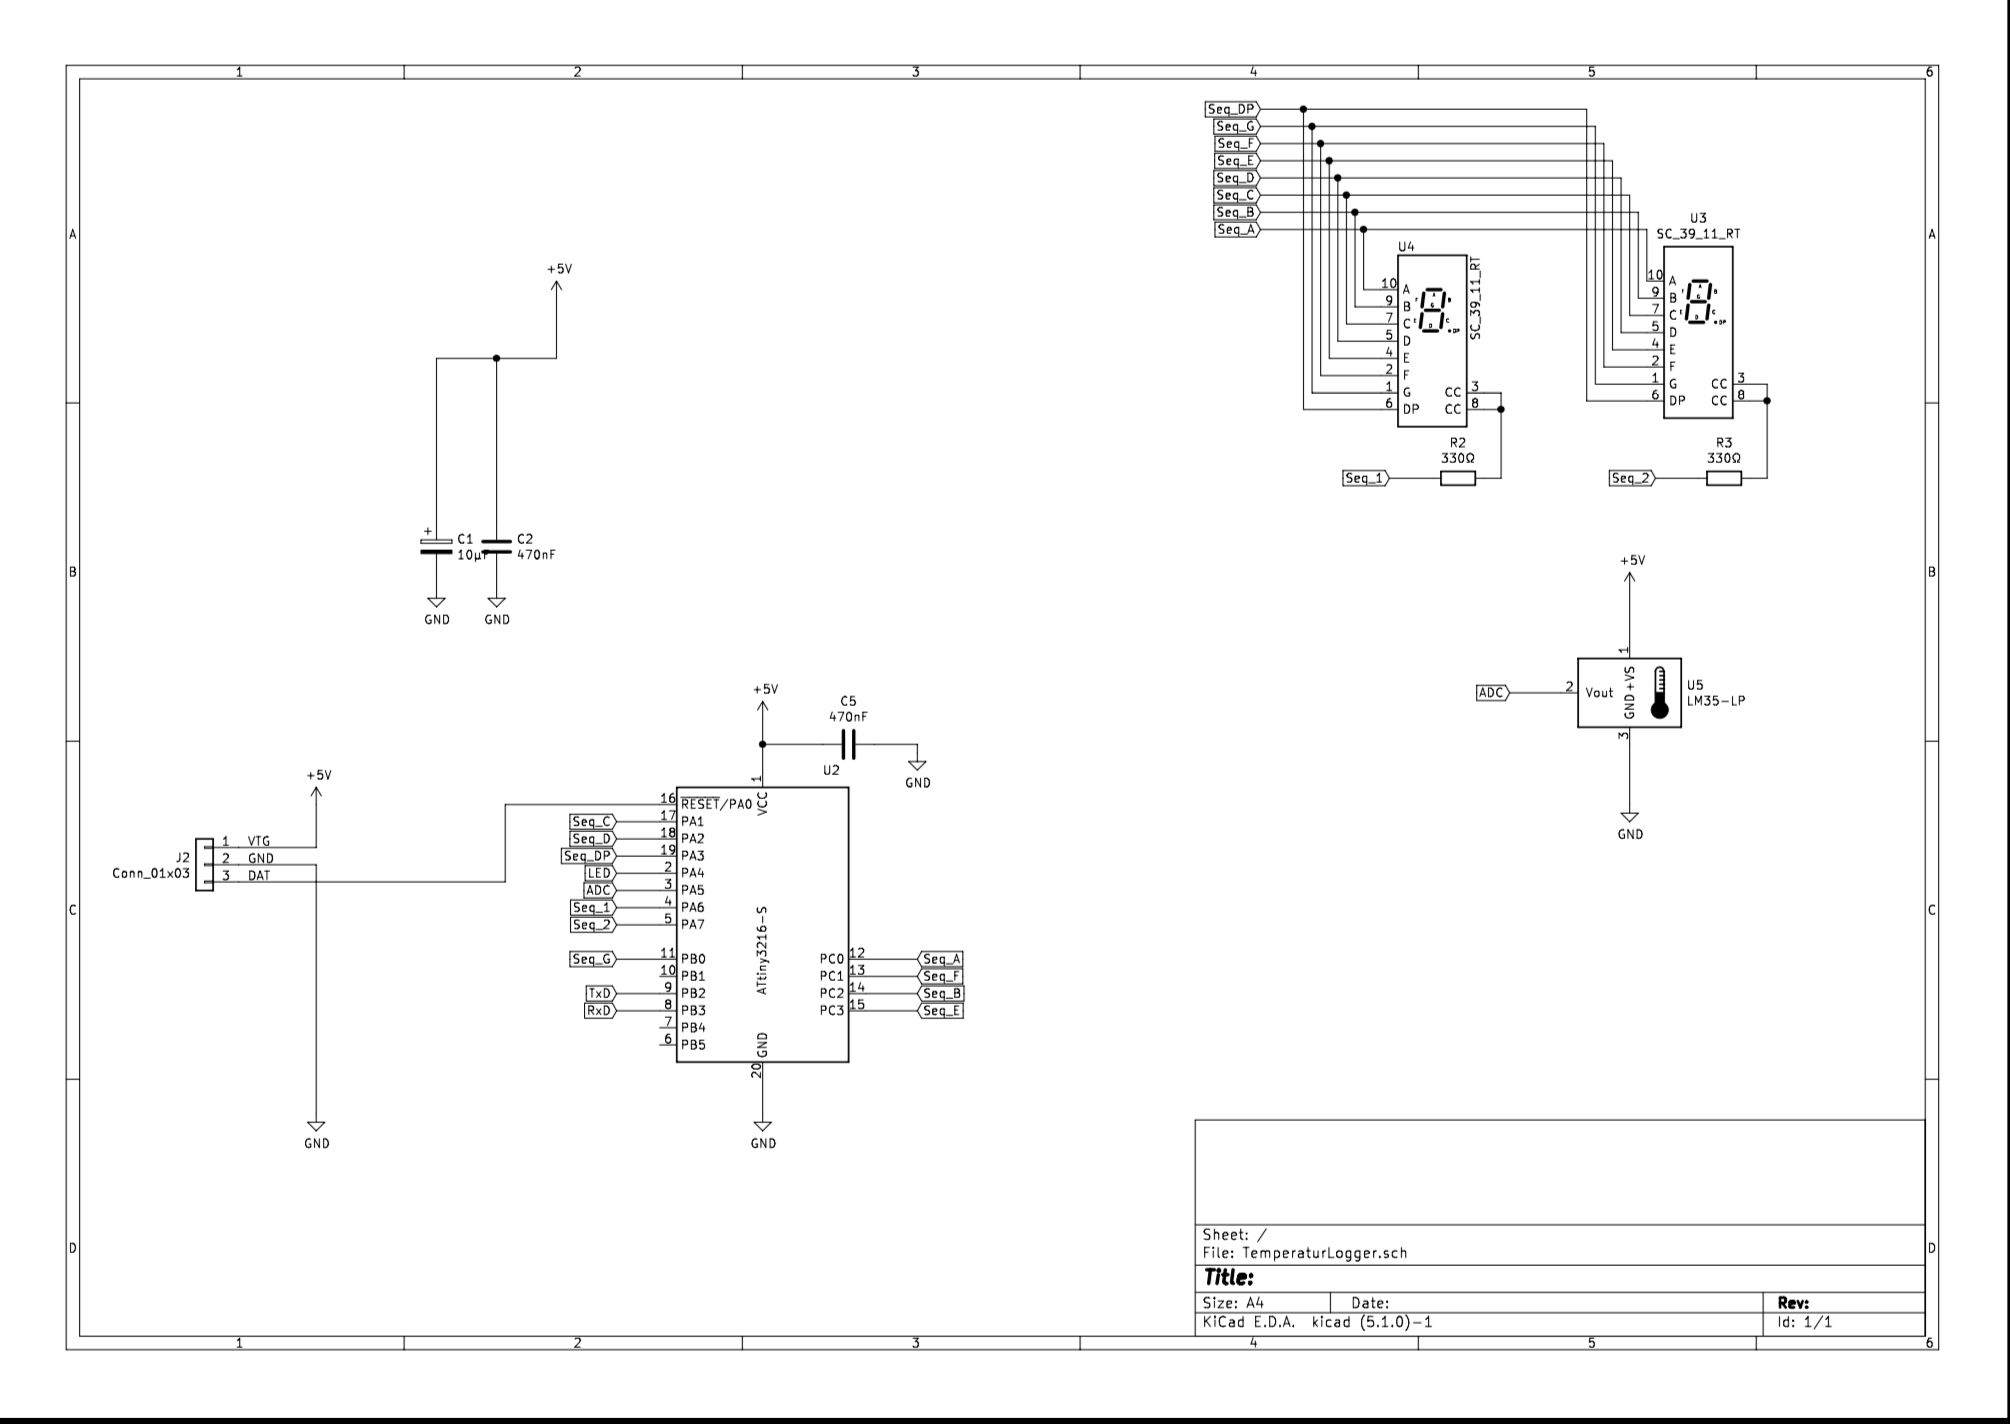 1 2 3 4 5 6
A
B
C
D
+5V
+
C1
10µF
C2
470nF
GND
GND
Seq_DP
Seq_G
Seq_F
Seq_E
Seq_D
Seq_C
Seq_B
Seq_A
U4
SC_39_11_RT
10 A
9 B
7 C
5 D
4 E
2 F
1 G
6 DP
CC 3
CC 8
R2
330Ω
Seq_1
U3
SC_39_11_RT
10 A
9 B
7 C
5 D
4 E
2 F
1 G
6 DP
CC 3
CC 8
R3
330Ω
Seq_2
+5V
1
ADC
2 Vout
GND +VS
U5
LM35-LP
3
GND
+5V
C5
470nF
GND
U2
1
VCC
16 RESET/PA0
Seq_C 17 PA1
Seq_D 18 PA2
Seq_DP 19 PA3
LED 2 PA4
ADC 3 PA5
Seq_1 4 PA6
Seq_2 5 PA7
Seq_G 11 PB0
10 PB1
TxD 9 PB2
RxD 8 PB3
7 PB4
6 PB5
ATtiny3216-S
PC0 12 Seq_A
PC1 13 Seq_F
PC2 14 Seq_B
PC3 15 Seq_E
GND
20
GND
+5V
J2
Conn_01x03
1 VTG
2 GND
3 DAT
GND
A
B
C
D
Sheet: /
File: TemperaturLogger.sch
Title:
Size: A4 Date: Rev:
KiCad E.D.A. kicad (5.1.0)-1 Id: 1/1
1 2 3 4 5 6